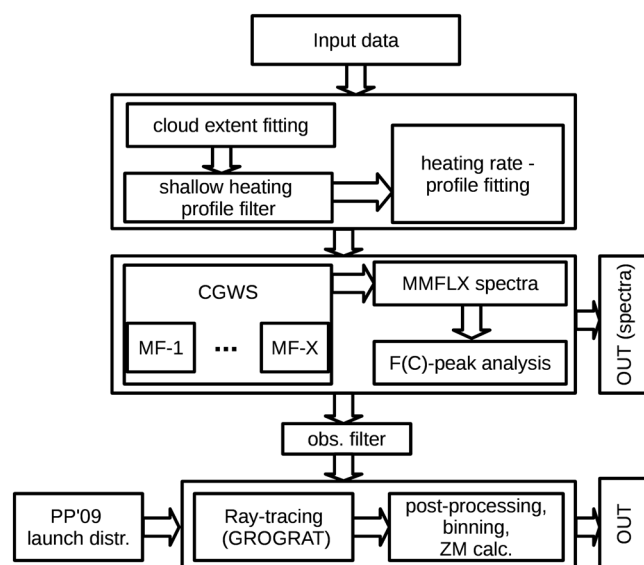 Input data
cloud extent fitting
shallow heating
profile filter
heating rate -
profile fitting
CGWS
MF-1
...
MF-X
MMFLX spectra
F(C)-peak analysis
OUT (spectra)
obs. filter
PP'09
launch distr.
Ray-tracing
(GROGRAT)
post-processing,
binning,
ZM calc.
OUT